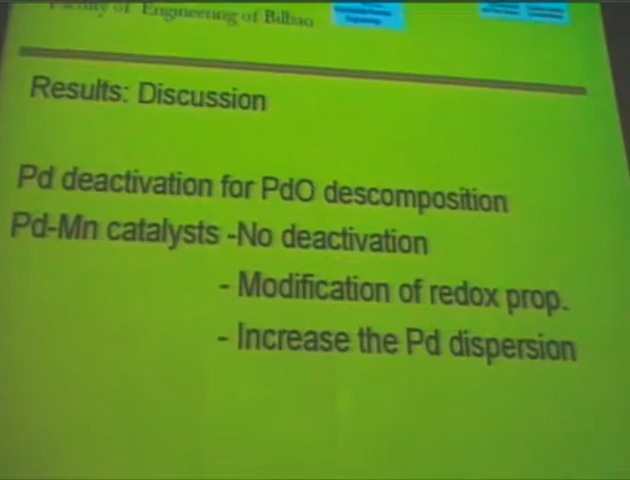 Faculty of Engineering of Bilbao
Results: Discussion
Pd deactivation for PdO descomposition
Pd-Mn catalysts -No deactivation
- Modification of redox prop.
- Increase the Pd dispersion